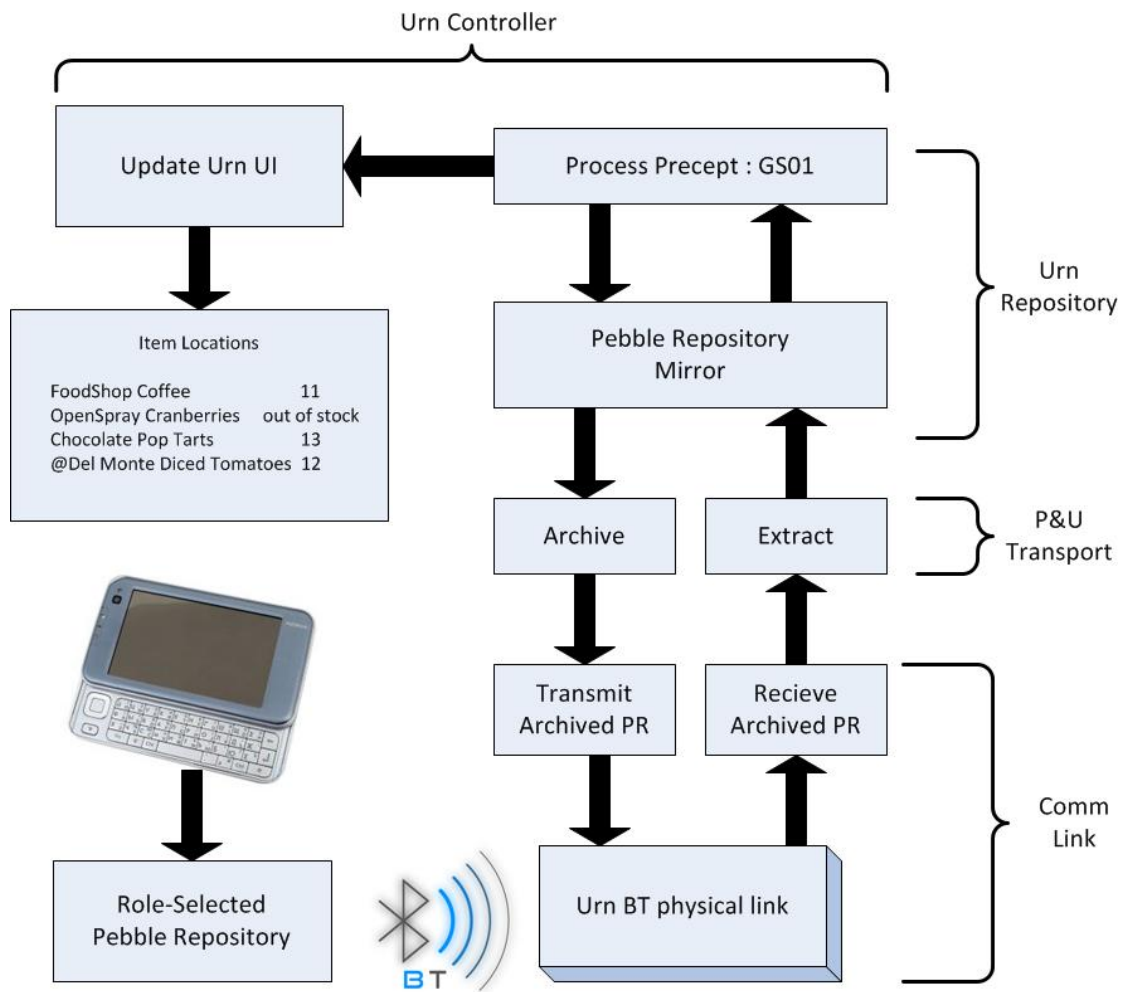 Urn Controller
Update Urn UI
Process Precept : GS01
Urn
Repository
Item Locations
FoodShop Coffee 11
OpenSpray Cranberries out of stock
Chocolate Pop Tarts 13
@Del Monte Diced Tomatoes 12
Pebble Repository
Mirror
Archive
Extract
P&U
Transport
Transmit
Archived PR
Recieve
Archived PR
Comm
Link
Role-Selected
Pebble Repository
BT
Urn BT physical link